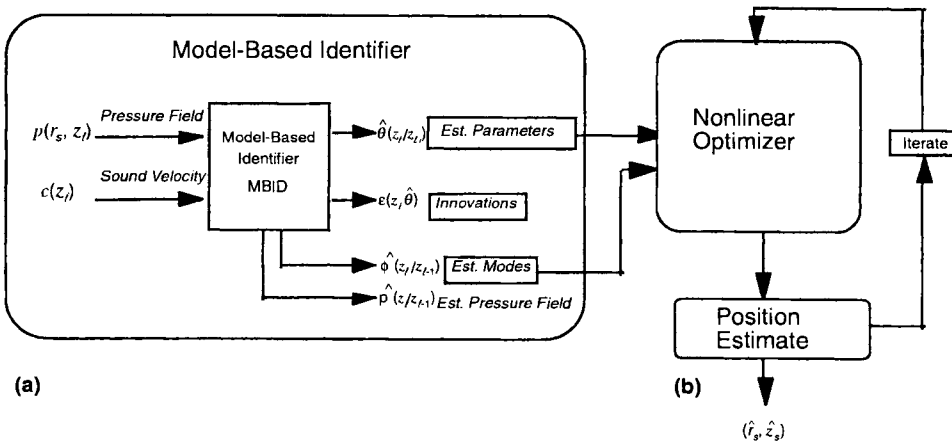 Model-Based Identifier
Pressure Field
p(r_s, z_ℓ)
Sound Velocity
c(z_ℓ)
Model-Based
Identifier
MBID
θ̂(z_ℓ/z_ℓ-1) Est. Parameters
ε(z_ℓ θ̂) Innovations
ϕ̂(z_ℓ/z_ℓ-1) Est. Modes
p̂(z_ℓ/z_ℓ-1) Est. Pressure Field
(a)
Nonlinear
Optimizer
Iterate
Position
Estimate
(b)
(r̂_s, ẑ_s)